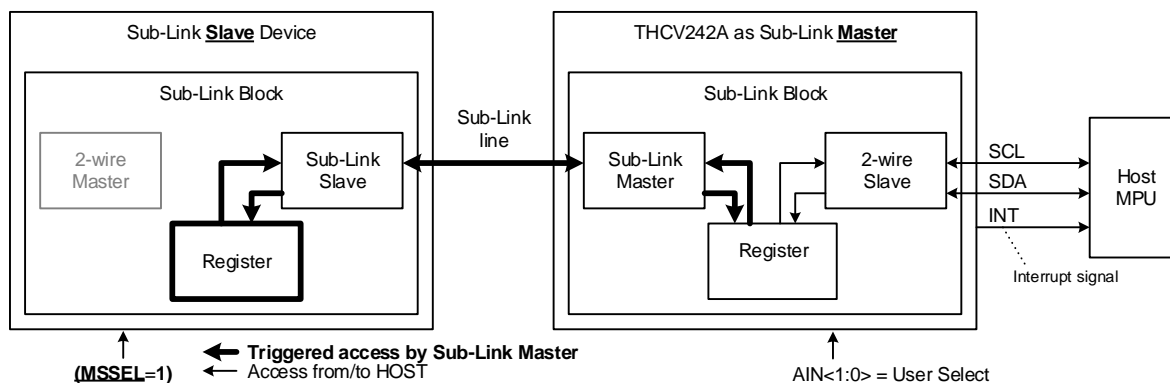 Sub-Link Slave Device
THCV242A as Sub-Link Master
Sub-Link Block
Sub-Link Block
2-wire
Master
Sub-Link
Slave
Register
Sub-Link
line
Sub-Link
Master
2-wire
Slave
Register
SCL
SDA
INT
Host
MPU
Interrupt signal
(MSSEL=1)
Triggered access by Sub-Link Master
Access from/to HOST
AIN<1:0> = User Select